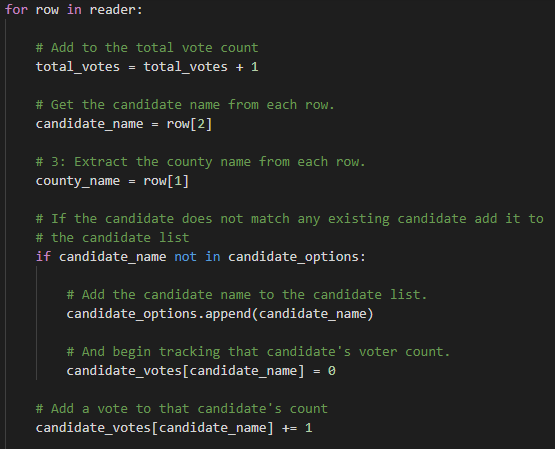 for row in reader:
# Add to the total vote count
total_votes = total_votes + 1
# Get the candidate name from each row.
candidate_name = row[2]
# 3: Extract the county name from each row.
county_name = row[1]
# If the candidate does not match any existing candidate add it to
# the candidate list
if candidate_name not in candidate_options:
# Add the candidate name to the candidate list.
candidate_options.append(candidate_name)
# And begin tracking that candidate's voter count.
candidate_votes[candidate_name] = 0
# Add a vote to that candidate's count
candidate_votes[candidate_name] += 1